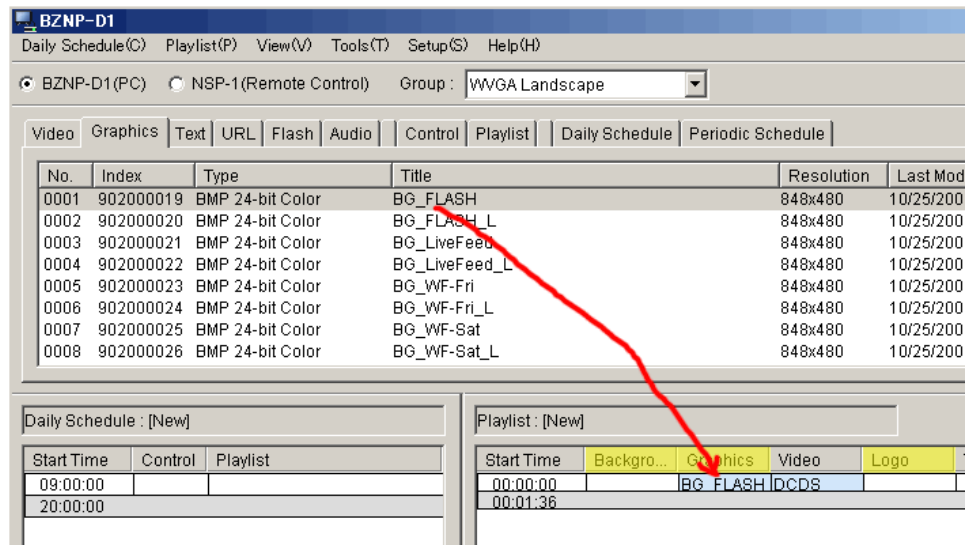 BZNP-D1
Daily Schedule(C) Playlist(P) View(V) Tools(T) Setup(S) Help(H)
BZNP-D1(PC) NSP-1(Remote Control) Group : WVGA Landscape
Video Graphics Text URL Flash Audio Control Playlist Daily Schedule Periodic Schedule
No. Index Type Title Resolution Last Mod
0001 902000019 BMP 24-bit Color BG_FLASH 848x480 10/25/200
0002 902000020 BMP 24-bit Color BG_FLASH_L 848x480 10/25/200
0003 902000021 BMP 24-bit Color BG_LiveFeed 848x480 10/25/200
0004 902000022 BMP 24-bit Color BG_LiveFeed_L 848x480 10/25/200
0005 902000023 BMP 24-bit Color BG_WF-Fri 848x480 10/25/200
0006 902000024 BMP 24-bit Color BG_WF-Fri_L 848x480 10/25/200
0007 902000025 BMP 24-bit Color BG_WF-Sat 848x480 10/25/200
0008 902000026 BMP 24-bit Color BG_WF-Sat_L 848x480 10/25/200
Daily Schedule : [New]
Start Time Control Playlist
09:00:00
20:00:00
Playlist : [New]
Start Time Backgro... Graphics Video Logo
00:00:00 BG_FLASH DCDS
00:01:36